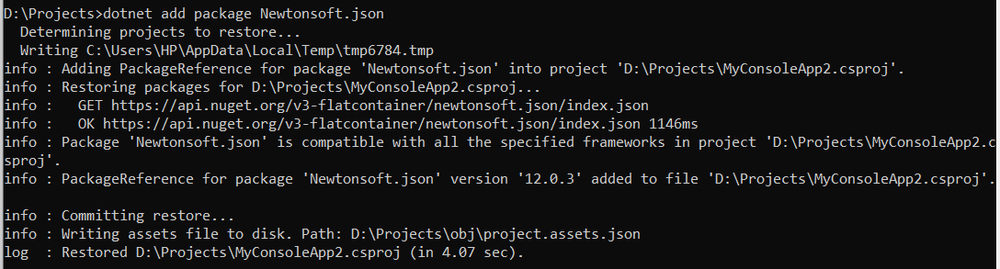 D:\Projects>dotnet add package Newtonsoft.json
  Determining projects to restore...
  Writing C:\Users\HP\AppData\Local\Temp\tmp6784.tmp
info : Adding PackageReference for package 'Newtonsoft.json' into project 'D:\Projects\MyConsoleApp2.csproj'.
info : Restoring packages for D:\Projects\MyConsoleApp2.csproj...
info :   GET https://api.nuget.org/v3-flatcontainer/newtonsoft.json/index.json
info :   OK https://api.nuget.org/v3-flatcontainer/newtonsoft.json/index.json 1146ms
info : Package 'Newtonsoft.json' is compatible with all the specified frameworks in project 'D:\Projects\MyConsoleApp2.c
sproj'.
info : PackageReference for package 'Newtonsoft.json' version '12.0.3' added to file 'D:\Projects\MyConsoleApp2.csproj'.
info : Committing restore...
info : Writing assets file to disk. Path: D:\Projects\obj\project.assets.json
log  : Restored D:\Projects\MyConsoleApp2.csproj (in 4.07 sec).